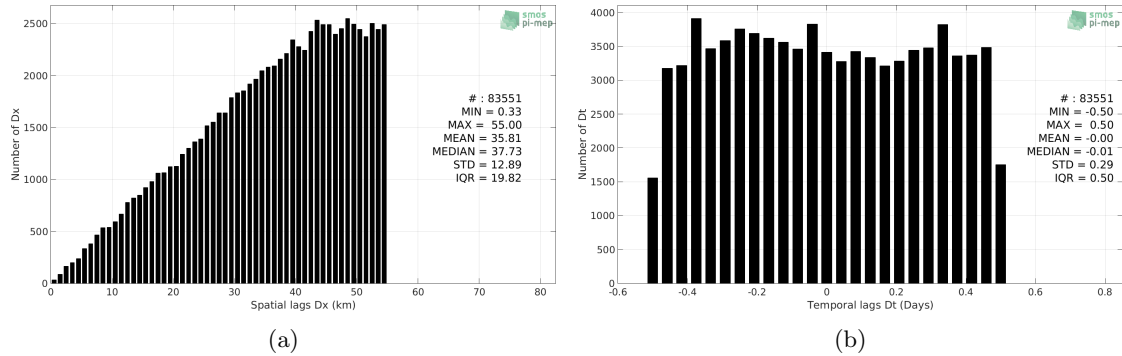 smos
pi-mep
2500
2000
1500
1000
500
0
Number of Dx
# : 83551
MIN = 0.33
MAX = 55.00
MEAN = 35.81
MEDIAN = 37.73
STD = 12.89
IQR = 19.82
0 10 20 30 40 50 60 70 80
Spatial lags Dx (km)
(a)
smos
pi-mep
4000
3500
3000
2500
2000
1500
1000
500
0
Number of Dt
# : 83551
MIN = -0.50
MAX = 0.50
MEAN = -0.00
MEDIAN = -0.01
STD = 0.29
IQR = 0.50
-0.6 -0.4 -0.2 0 0.2 0.4 0.6 0.8
Temporal lags Dt (Days)
(b)